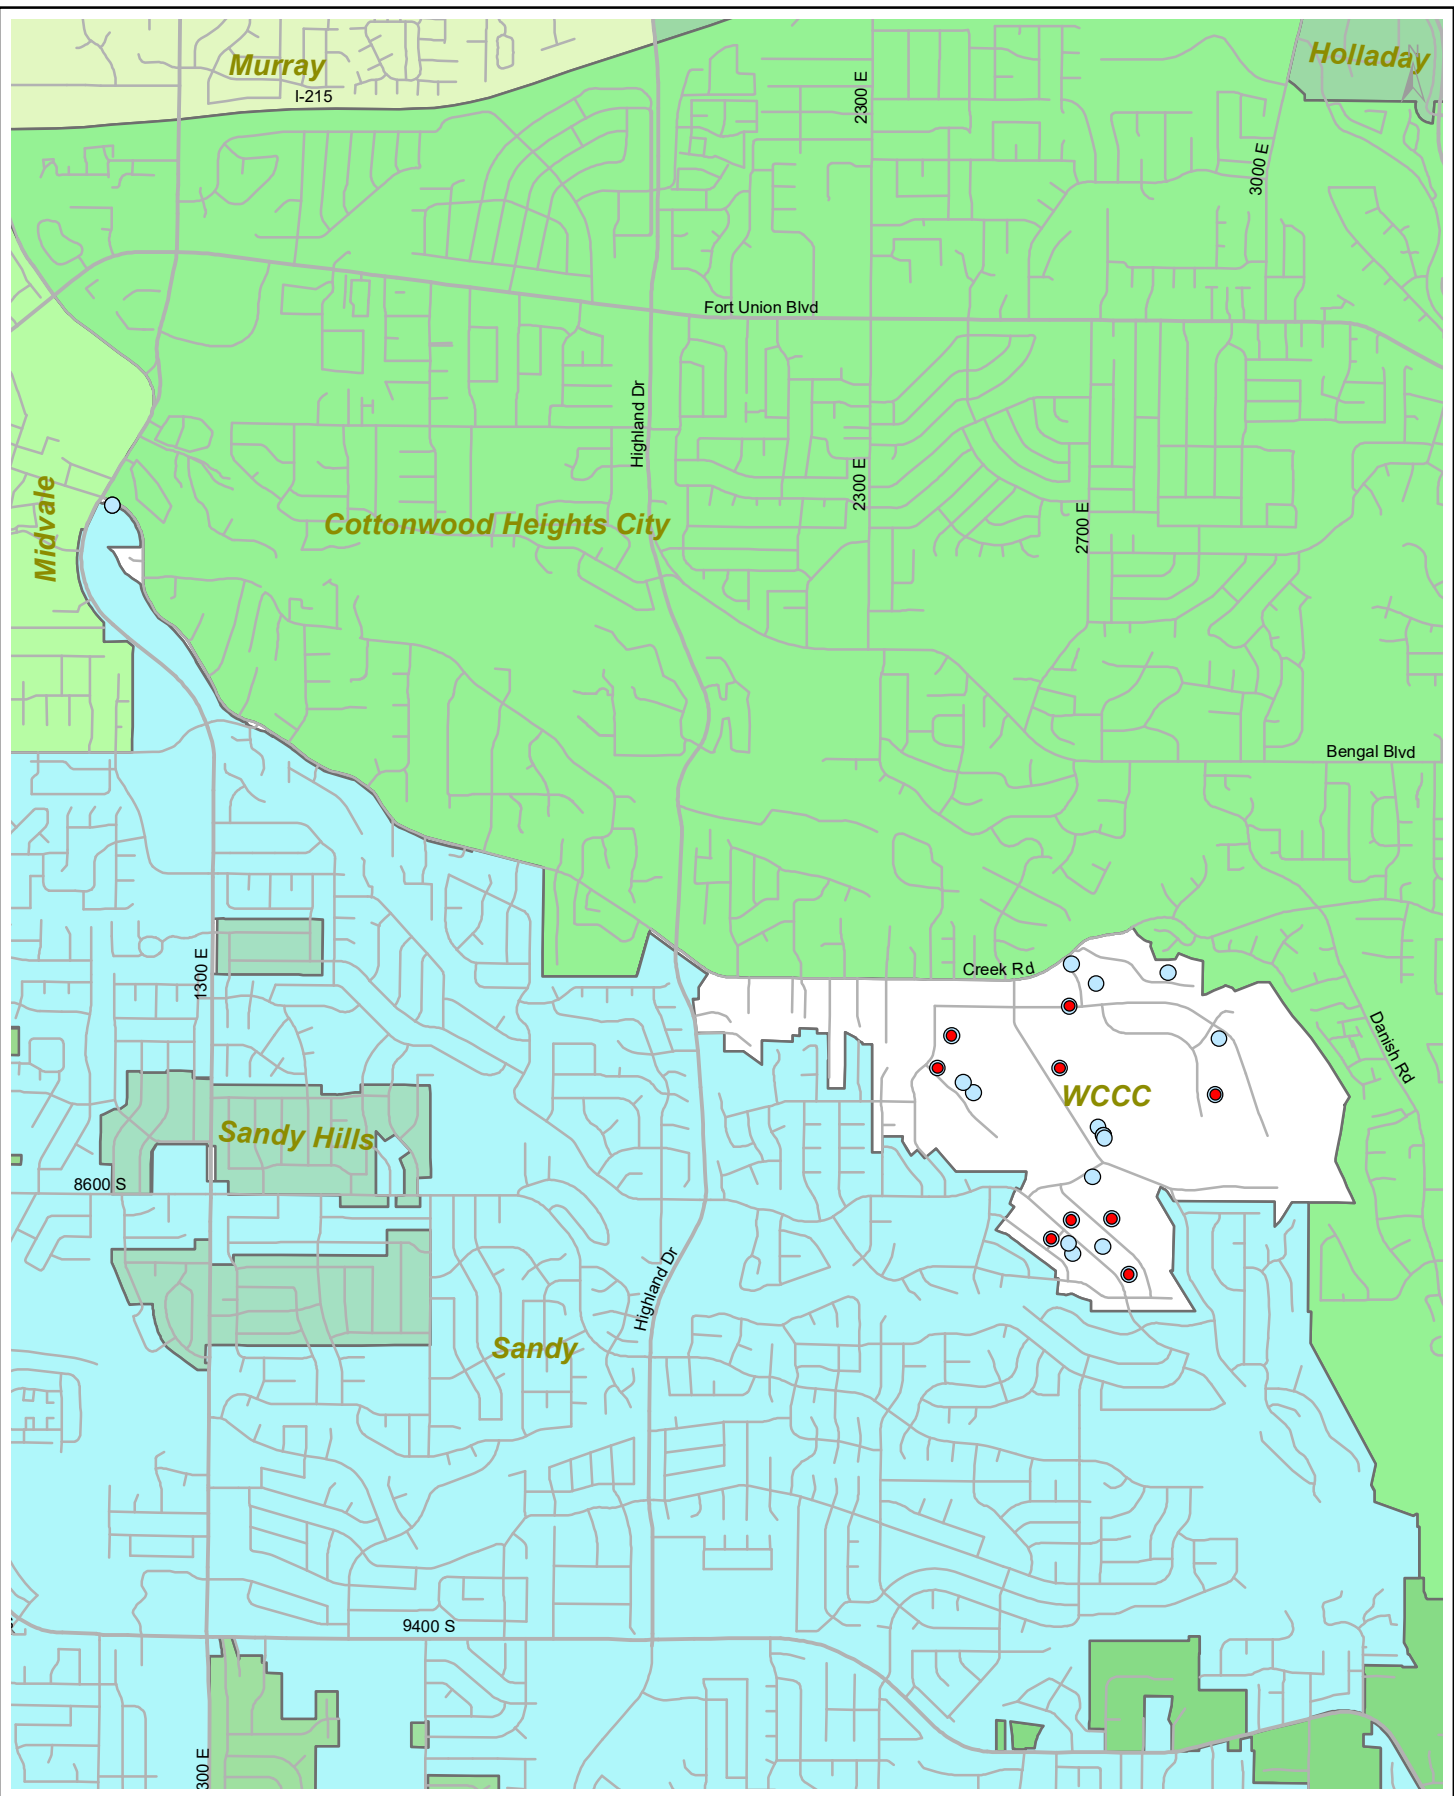 Murray
Holladay
I-215
2300 E
3000 E
Fort Union Blvd
Highland Dr
2300 E
Midvale
Cottonwood Heights City
2700 E
Bengal Blvd
1300 E
Creek Rd
Danish Rd
WCCC
Sandy Hills
8600 S
Highland Dr
Sandy
9400 S
300 E